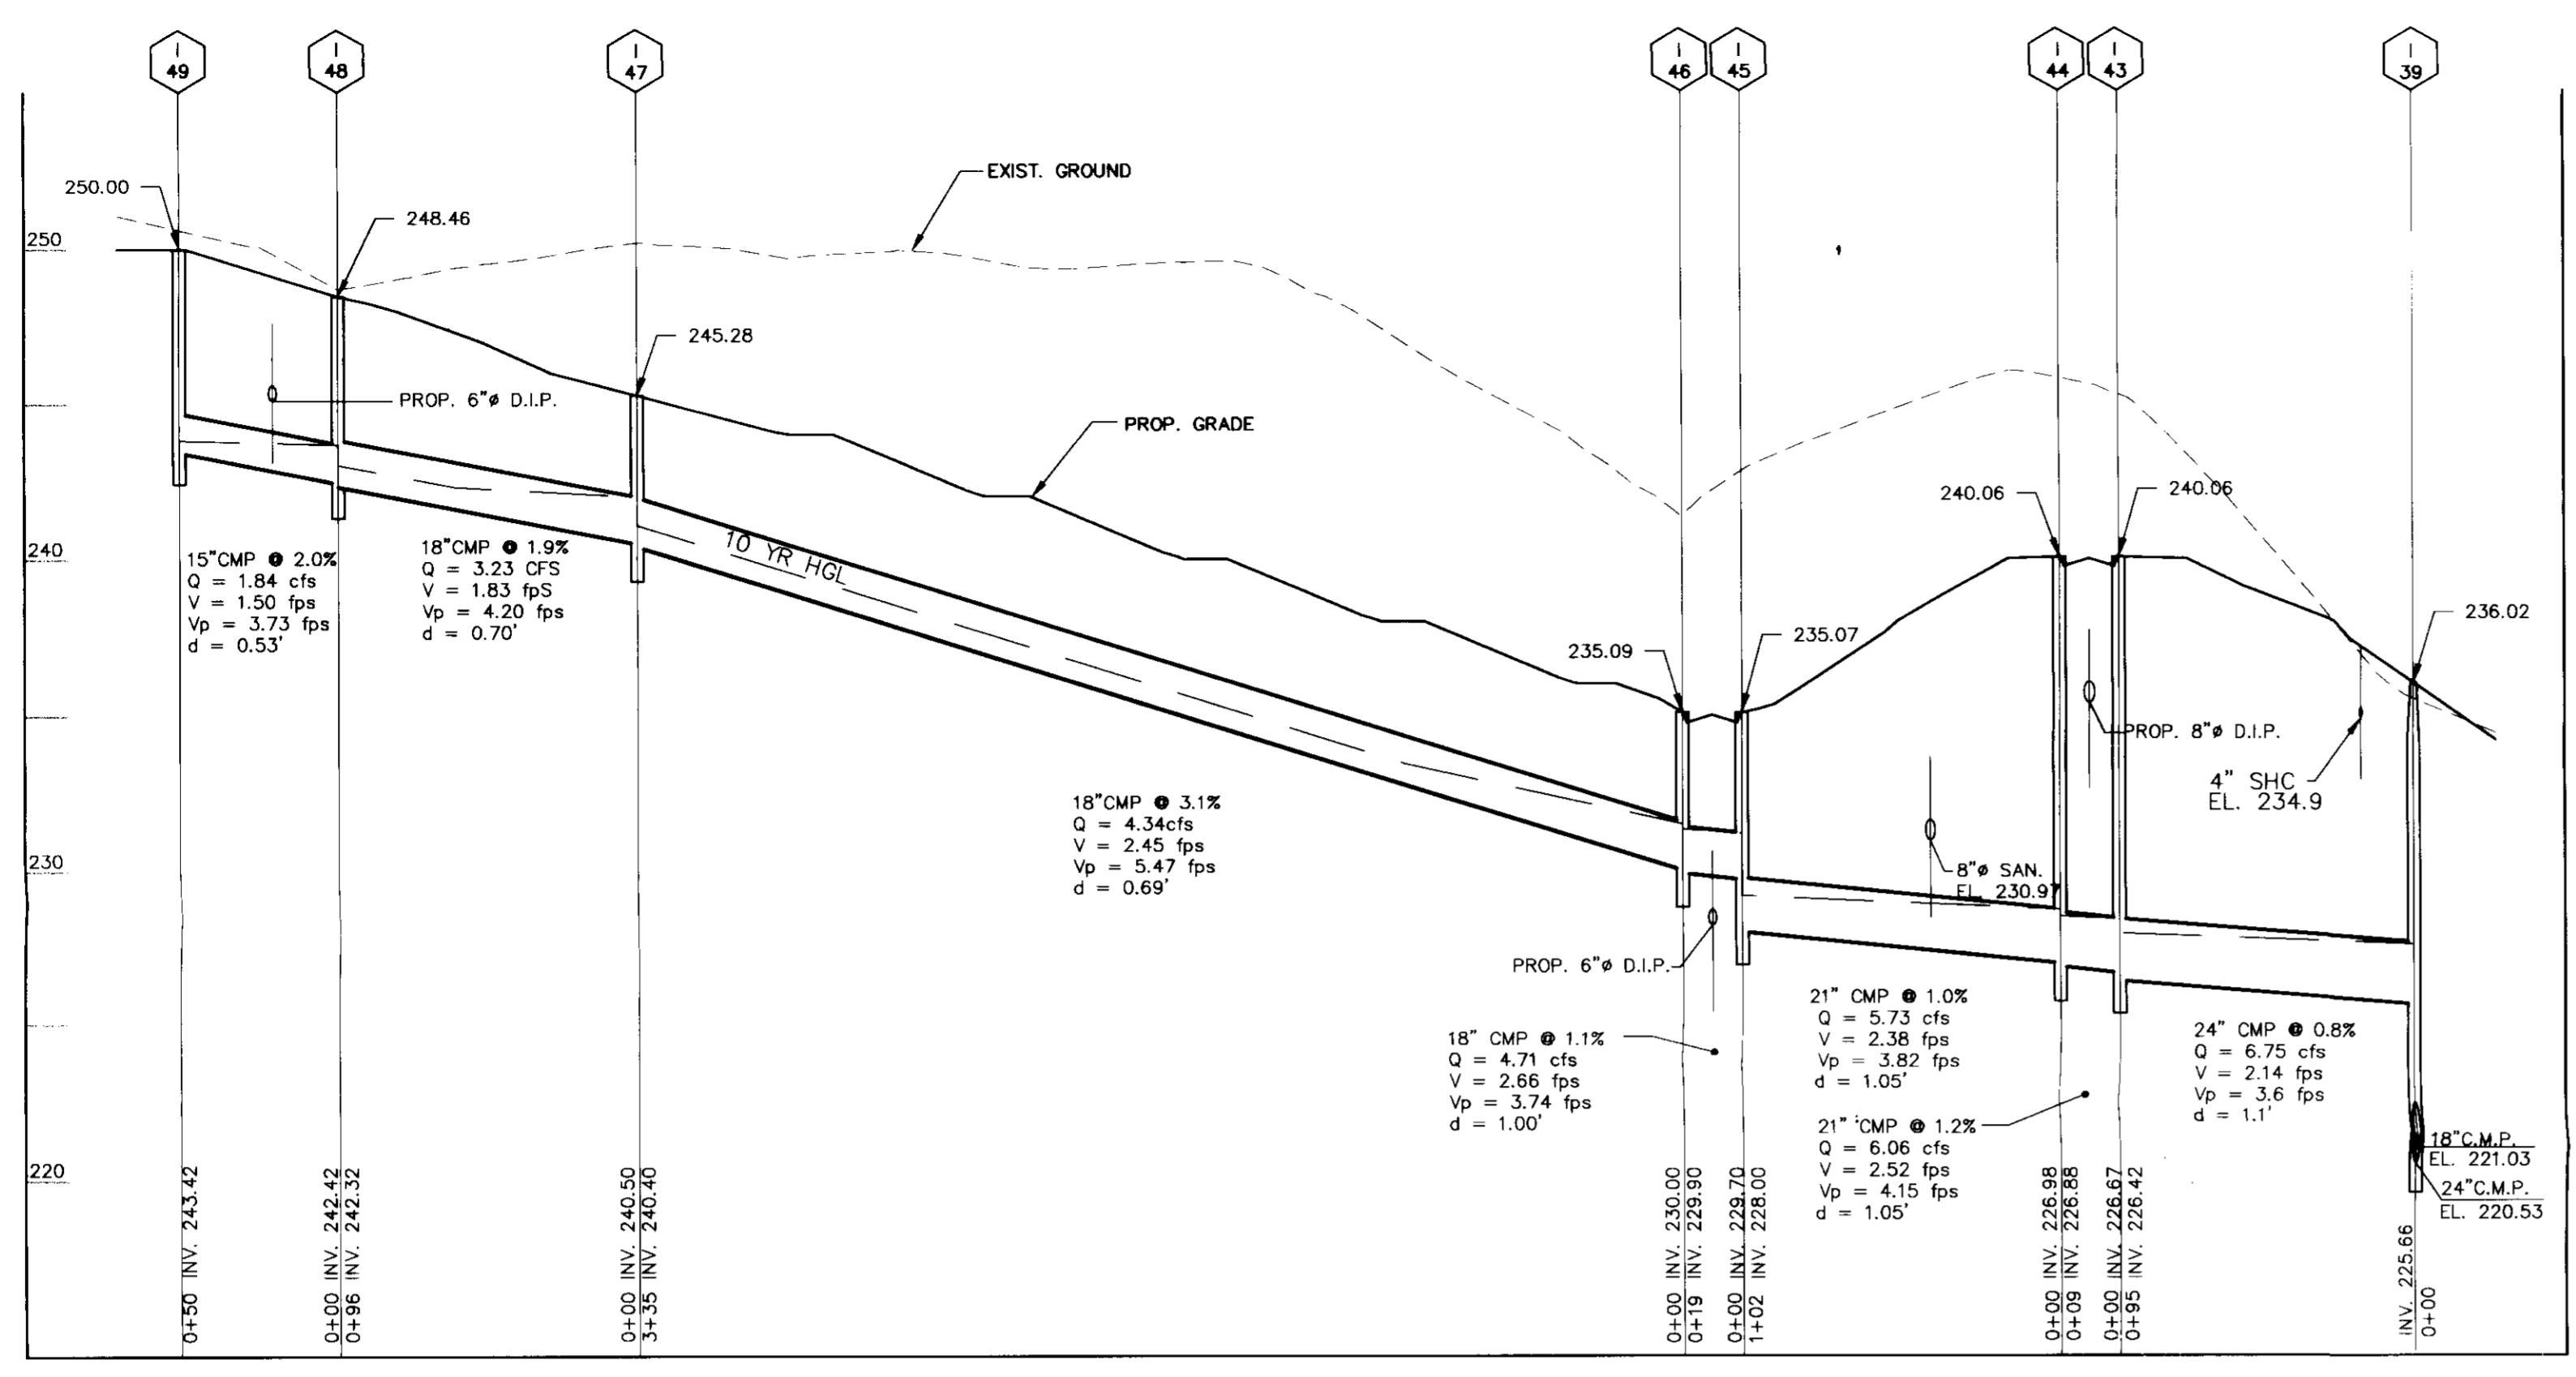 I
49
I
48
I
47
I
46
I
45
I
44
I
43
I
39
EXIST. GROUND
250.00
248.46
250
245.28
PROP. 6"ø D.I.P.
PROP. GRADE
240.06
240.06
10 YR HGL
240
15"CMP @ 2.0%
Q = 1.84 cfs
V = 1.50 fps
Vp = 3.73 fps
d = 0.53'
18"CMP @ 1.9%
Q = 3.23 CFS
V = 1.83 fpS
Vp = 4.20 fps
d = 0.70'
235.09
235.07
236.02
PROP. 8"ø D.I.P.
4" SHC
EL. 234.9
18"CMP @ 3.1%
Q = 4.34cfs
V = 2.45 fps
Vp = 5.47 fps
d = 0.69'
230
8"ø SAN.
EL. 230.97
PROP. 6"ø D.I.P.
18" CMP @ 1.1%
Q = 4.71 cfs
V = 2.66 fps
Vp = 3.74 fps
d = 1.00'
21" CMP @ 1.0%
Q = 5.73 cfs
V = 2.38 fps
Vp = 3.82 fps
d = 1.05'
21" CMP @ 1.2%
Q = 6.06 cfs
V = 2.52 fps
Vp = 4.15 fps
d = 1.05'
24" CMP @ 0.8%
Q = 6.75 cfs
V = 2.14 fps
Vp = 3.6 fps
d = 1.1'
18"C.M.P.
EL. 221.03
24"C.M.P.
EL. 220.53
220
0+50 INV. 243.42
0+00 INV. 242.42
0+96 INV. 242.32
0+00 INV. 240.50
3+35 INV. 240.40
0+00 INV. 230.00
0+19 INV. 229.90
0+00 INV. 229.70
1+02 INV. 228.00
0+00 INV. 226.98
0+09 INV. 226.88
0+00 INV. 226.67
0+95 INV. 226.42
INV. 225.66
0+00